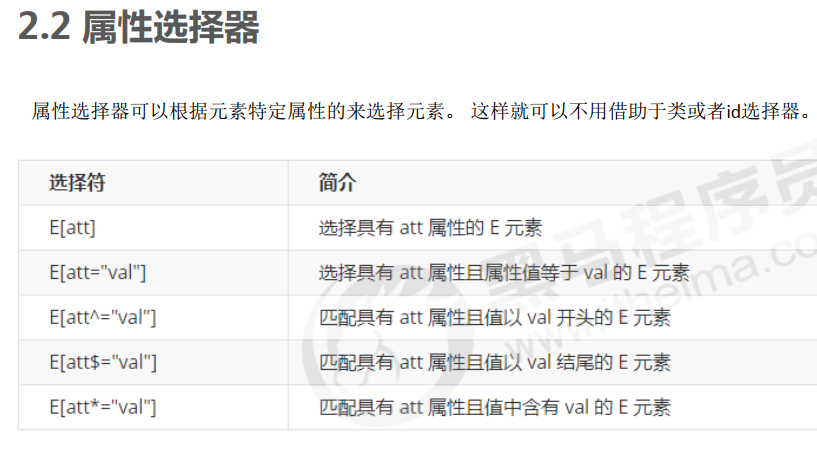 2.2 属性选择器
属性选择器可以根据元素特定属性的来选择元素。 这样就可以不用借助于类或者id选择器。
选择符 简介
E[att] 选择具有 att 属性的 E 元素
E[att="val"] 选择具有 att 属性且属性值等于 val 的 E 元素
E[att^="val"] 匹配具有 att 属性且值以 val 开头的 E 元素
E[att$="val"] 匹配具有 att 属性且值以 val 结尾的 E 元素
E[att*="val"] 匹配具有 att 属性且值中含有 val 的 E 元素
黑马程序员
www.itheima.co